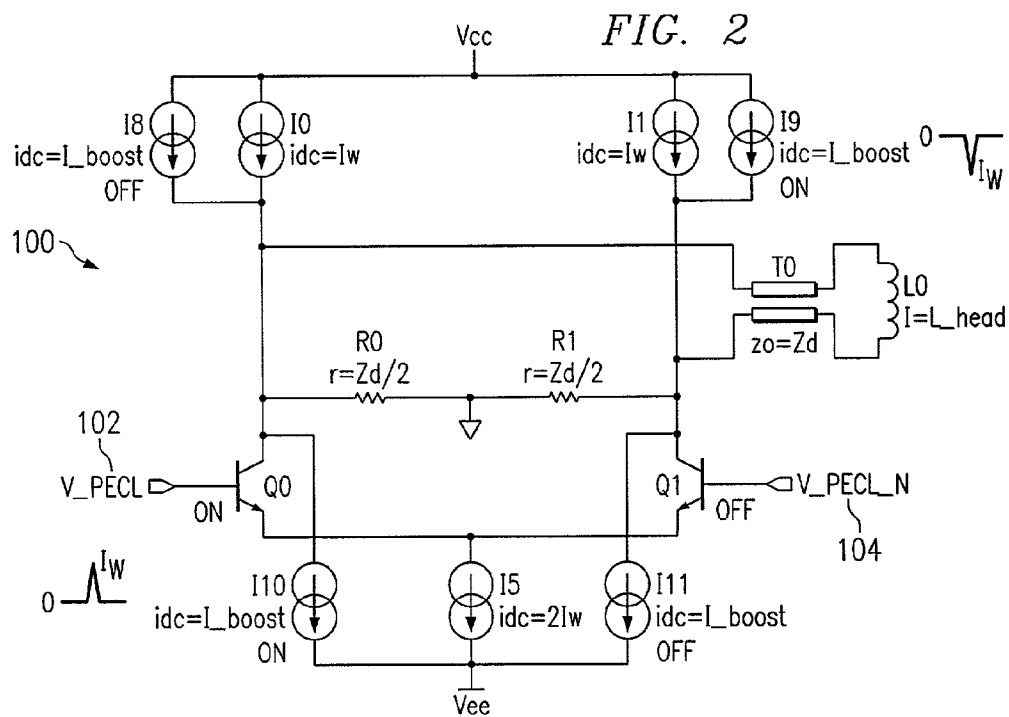 FIG. 2
Vcc
I8
idc=I_boost
OFF
I0
idc=Iw
I1
idc=Iw
I9
idc=I_boost
ON
0
IW
100
T0
zo=Zd
L0
I=L_head
R0
r=Zd/2
R1
r=Zd/2
102
V_PECL
ON
Q0
Q1
OFF
V_PECL_N
104
IW
0
I10
idc=I_boost
ON
I5
idc=2Iw
I11
idc=I_boost
OFF
Vee